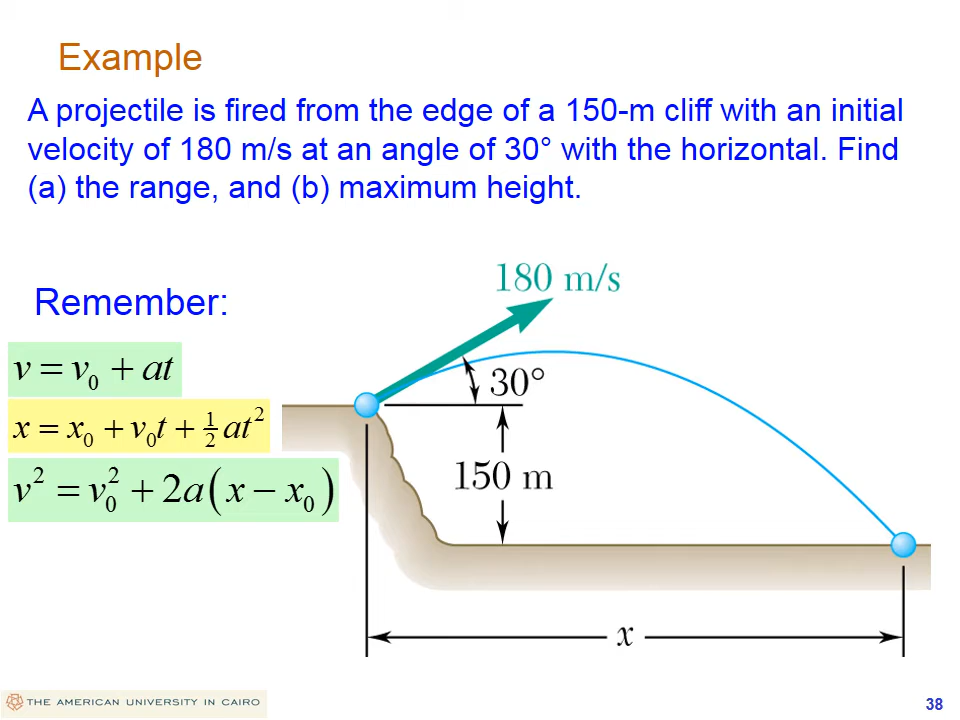 Example
A projectile is fired from the edge of a 150-m cliff with an initial
velocity of 180 m/s at an angle of 30° with the horizontal. Find
(a) the range, and (b) maximum height.
180 m/s
Remember:
v = v₀ + at
30°
x = x₀ + v₀t + ½at²
150 m
v² = v₀² + 2a(x − x₀)
x
THE AMERICAN UNIVERSITY IN CAIRO
38